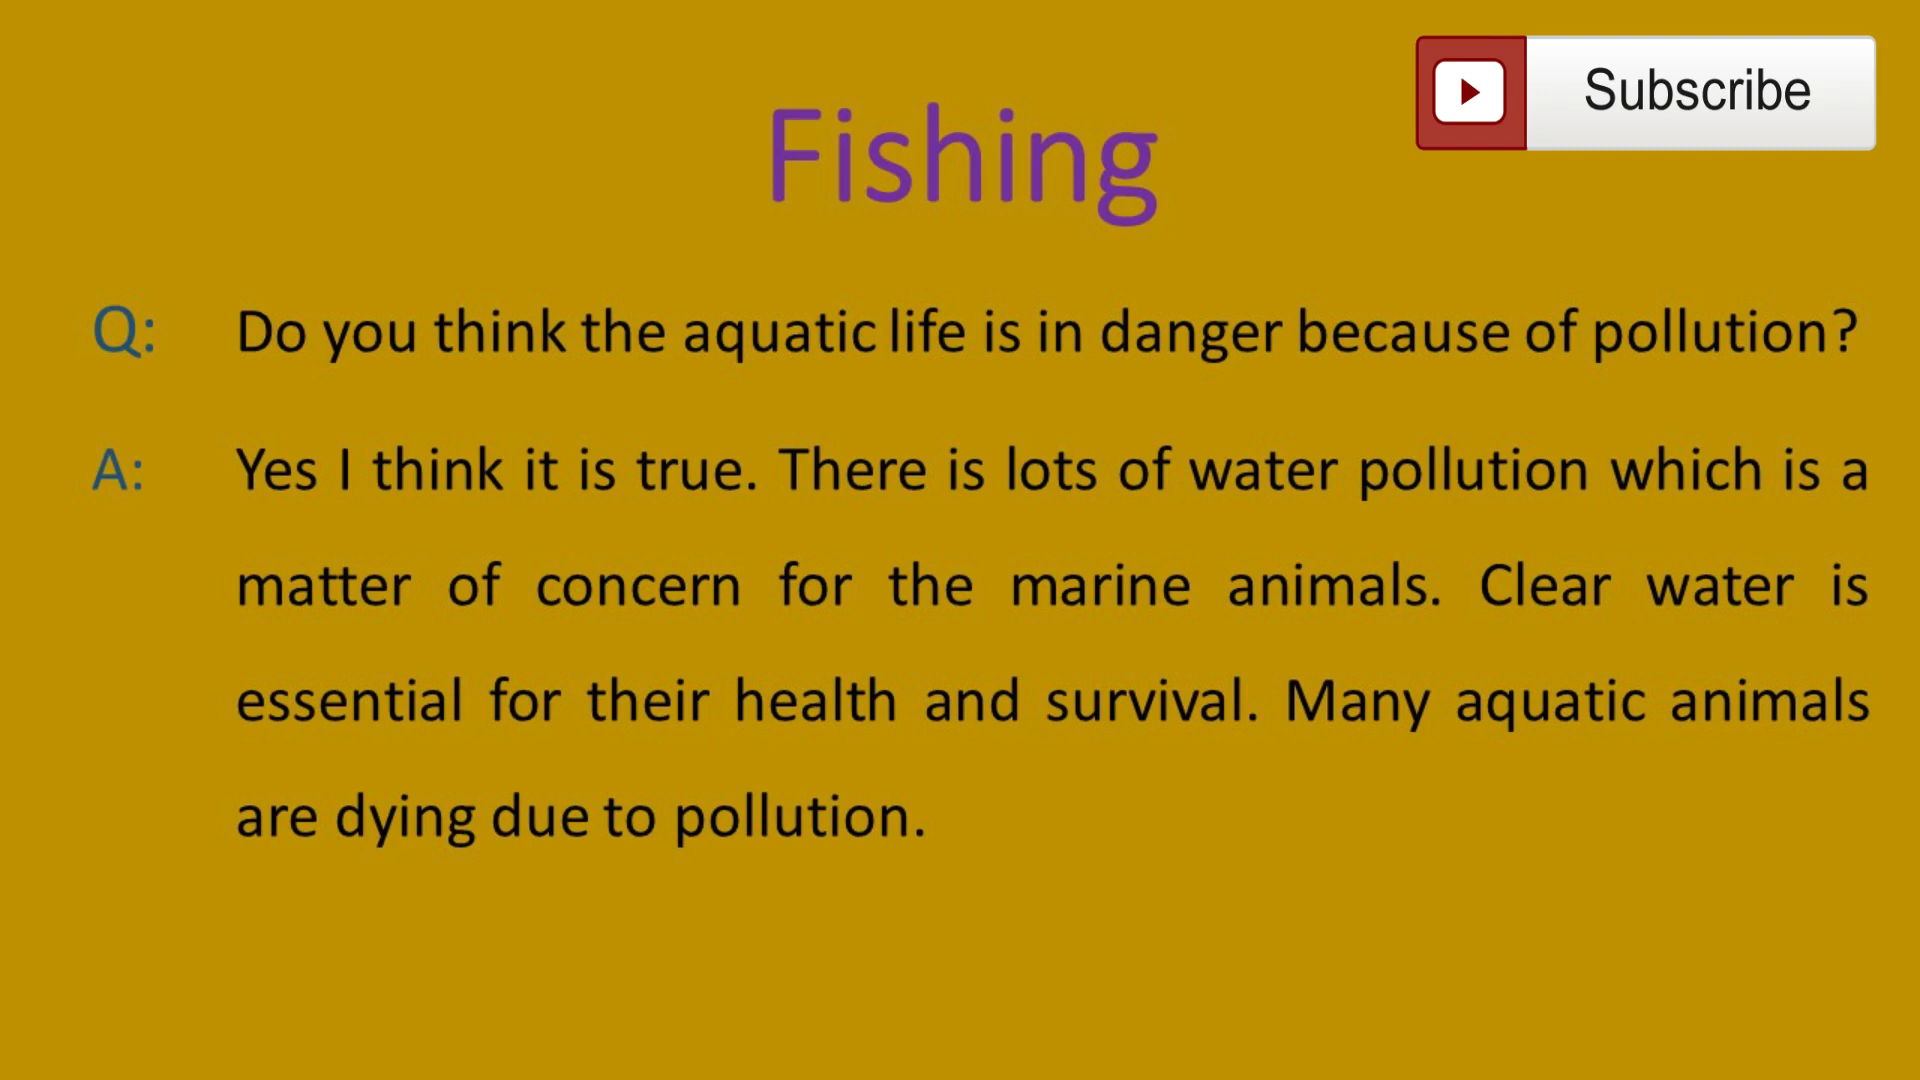 Subscribe
Fishing
Q: Do you think the aquatic life is in danger because of pollution?
A: Yes I think it is true. There is lots of water pollution which is a
matter of concern for the marine animals. Clear water is
essential for their health and survival. Many aquatic animals
are dying due to pollution.